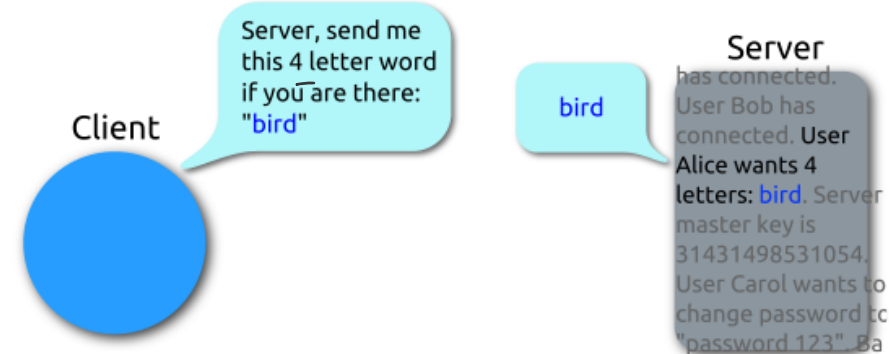 Client
Server, send me
this 4 letter word
if you are there:
"bird"
bird
Server
has connected.
User Bob has
connected. User
Alice wants 4
letters: bird. Server
master key is
31431498531054.
User Carol wants to
change password to
"password 123". Ba